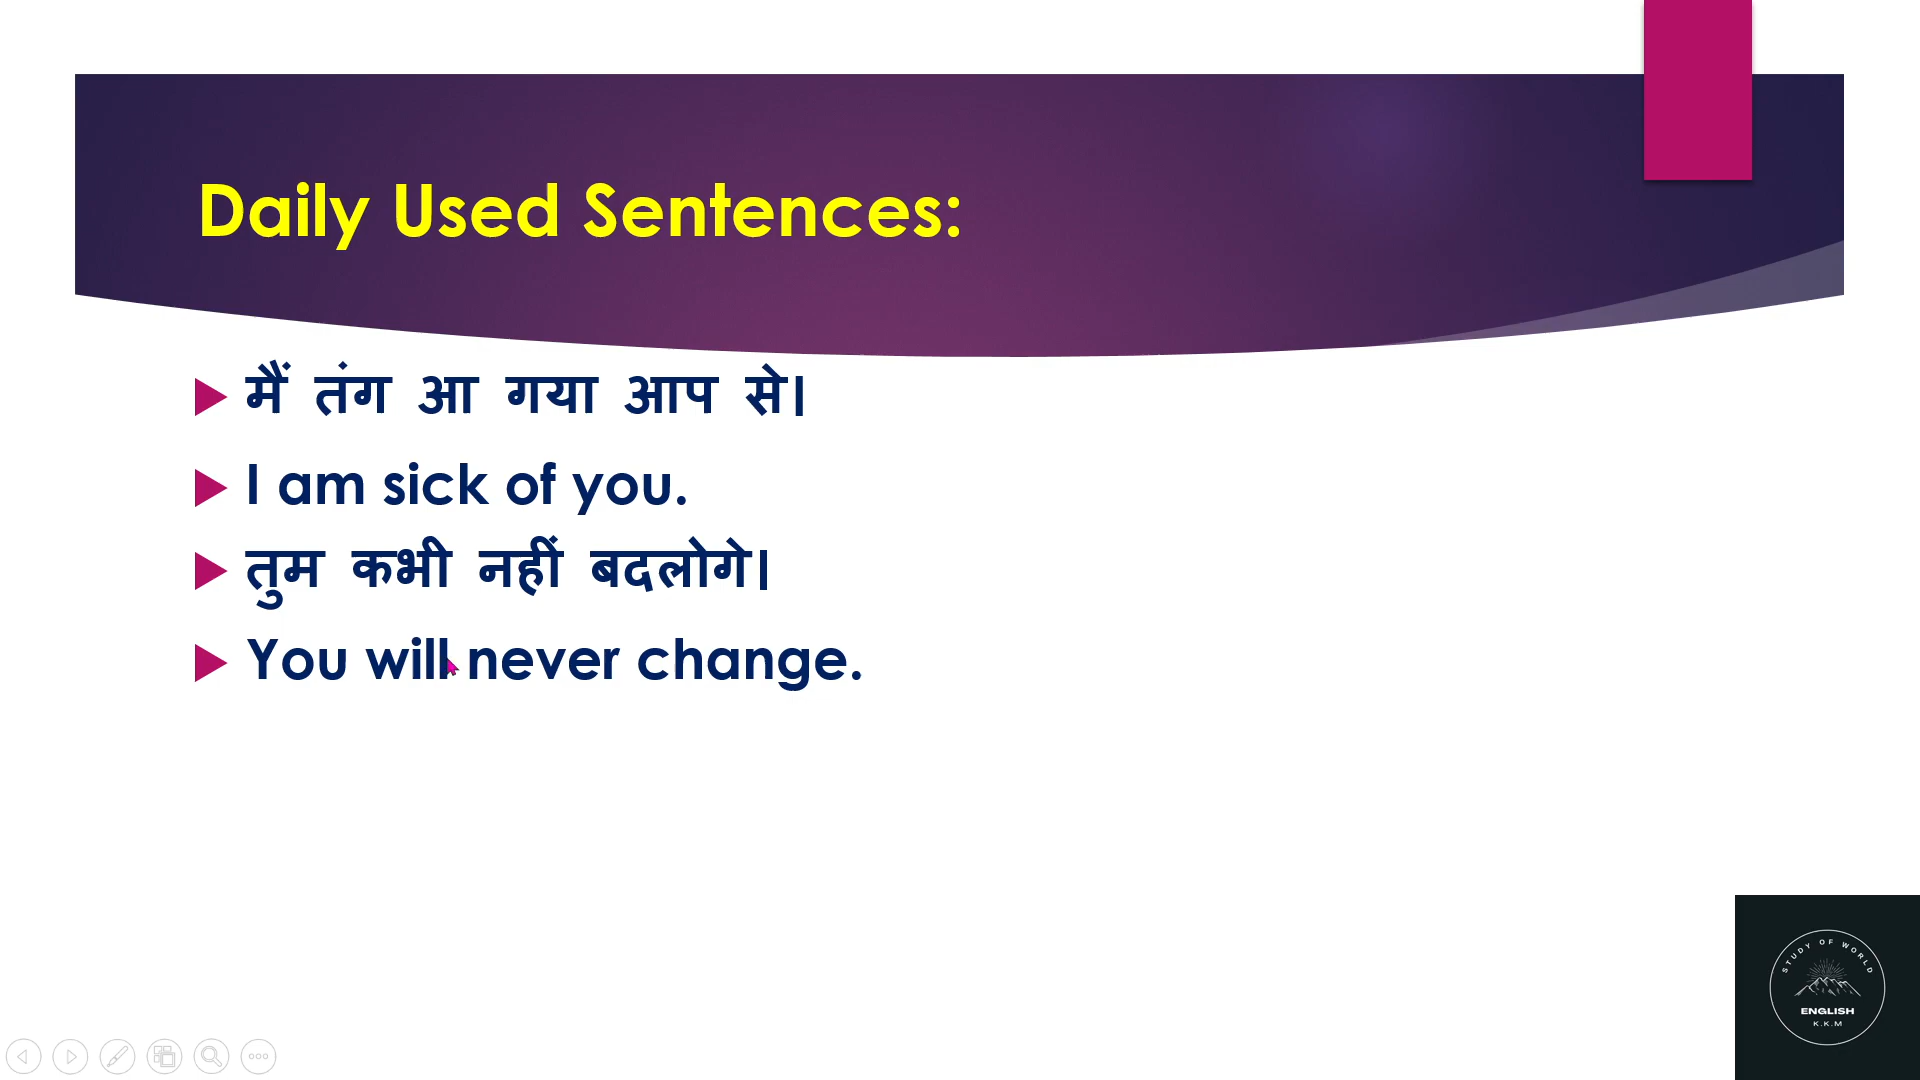 Daily Used Sentences:
मैं तंग आ गया आप से।
I am sick of you.
तुम कभी नहीं बदलोगे।
You will never change.
STUDY OF WORLD
ENGLISH
K.K.M